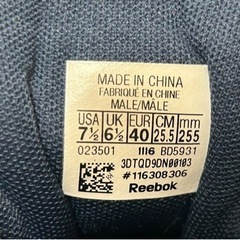 MADE IN CHINA
FABRIQUÉ EN CHINE
MALE/MÂLE
USA UK EUR CM mm
7½ 6½ 40 25.5 255
023501 1116 BD5931
3DTQD9DN00103
#116308306
Reebok